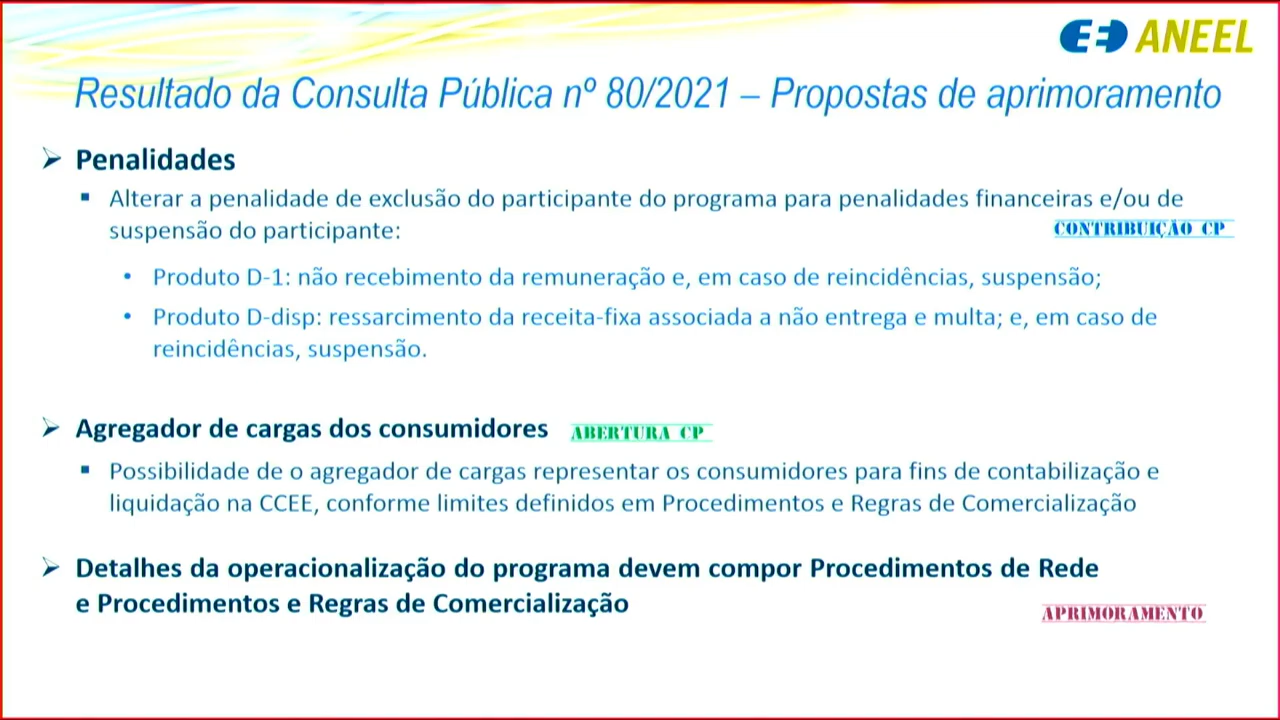 ANEEL
Resultado da Consulta Pública nº 80/2021 – Propostas de aprimoramento
➢ Penalidades
▪ Alterar a penalidade de exclusão do participante do programa para penalidades financeiras e/ou de
suspensão do participante:
CONTRIBUIÇÃO CP
• Produto D-1: não recebimento da remuneração e, em caso de reincidências, suspensão;
• Produto D-disp: ressarcimento da receita-fixa associada a não entrega e multa; e, em caso de
reincidências, suspensão.
➢ Agregador de cargas dos consumidores ABERTURA CP
▪ Possibilidade de o agregador de cargas representar os consumidores para fins de contabilização e
liquidação na CCEE, conforme limites definidos em Procedimentos e Regras de Comercialização
➢ Detalhes da operacionalização do programa devem compor Procedimentos de Rede
e Procedimentos e Regras de Comercialização
APRIMORAMENTO